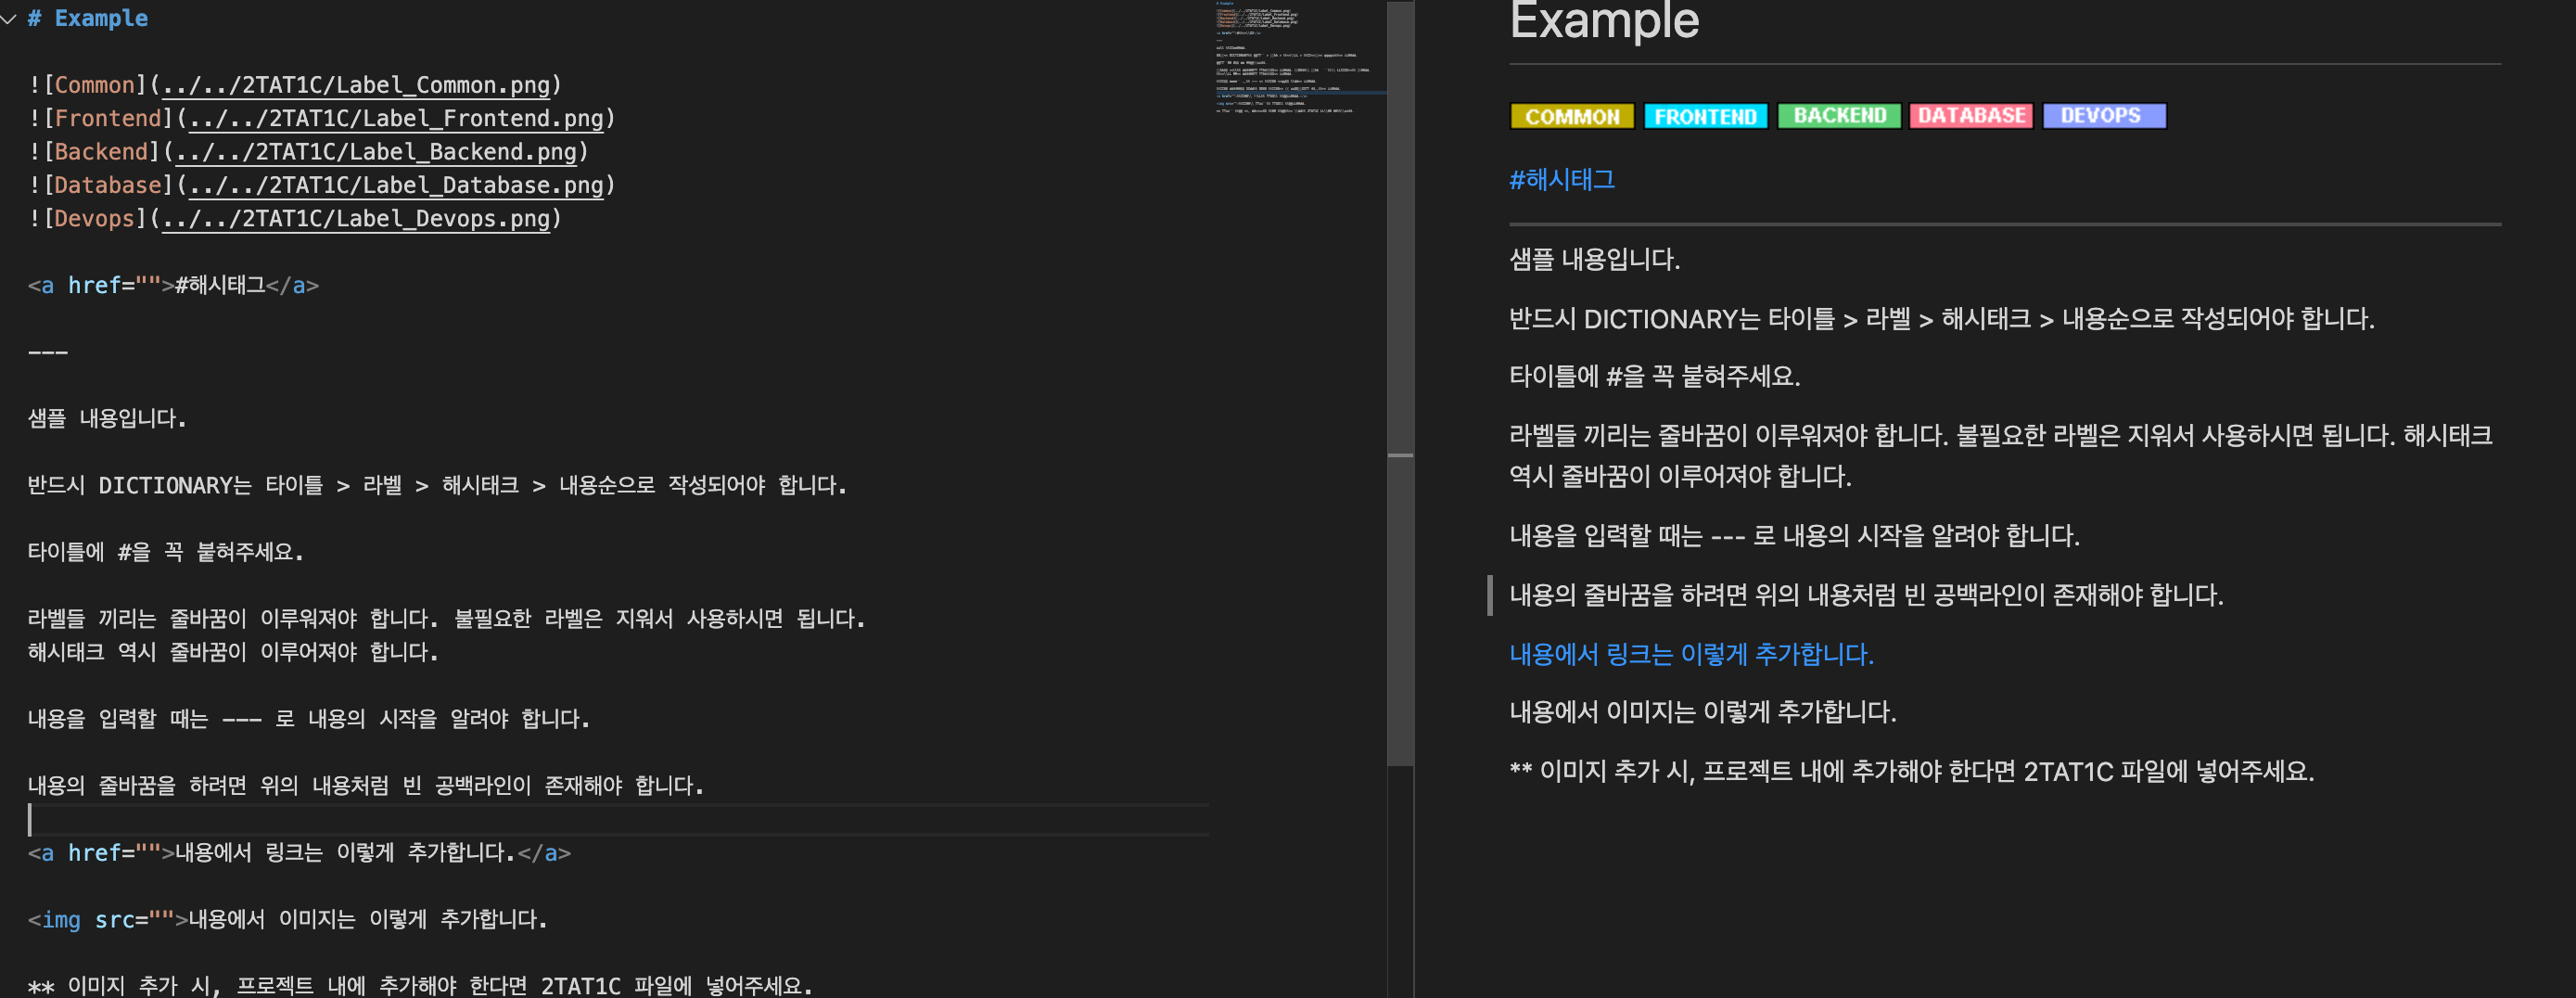 # Example
![Common](../../2TAT1C/Label_Common.png)
![Frontend](../../2TAT1C/Label_Frontend.png)
![Backend](../../2TAT1C/Label_Backend.png)
![Database](../../2TAT1C/Label_Database.png)
![Devops](../../2TAT1C/Label_Devops.png)
<a href="">#해시태그</a>
---
샘플 내용입니다.
반드시 DICTIONARY는 타이틀 > 라벨 > 해시태크 > 내용순으로 작성되어야 합니다.
타이틀에 #을 꼭 붙혀주세요.
라벨들 끼리는 줄바꿈이 이루워져야 합니다. 불필요한 라벨은 지워서 사용하시면 됩니다.
해시태크 역시 줄바꿈이 이루어져야 합니다.
내용을 입력할 때는 --- 로 내용의 시작을 알려야 합니다.
내용의 줄바꿈을 하려면 위의 내용처럼 빈 공백라인이 존재해야 합니다.
<a href="">내용에서 링크는 이렇게 추가합니다.</a>
<img src="">내용에서 이미지는 이렇게 추가합니다.
** 이미지 추가 시, 프로젝트 내에 추가해야 한다면 2TAT1C 파일에 넣어주세요.
Example
COMMON FRONTEND BACKEND DATABASE DEVOPS
#해시태그
샘플 내용입니다.
반드시 DICTIONARY는 타이틀 > 라벨 > 해시태크 > 내용순으로 작성되어야 합니다.
타이틀에 #을 꼭 붙혀주세요.
라벨들 끼리는 줄바꿈이 이루워져야 합니다. 불필요한 라벨은 지워서 사용하시면 됩니다. 해시태크
역시 줄바꿈이 이루어져야 합니다.
내용을 입력할 때는 --- 로 내용의 시작을 알려야 합니다.
내용의 줄바꿈을 하려면 위의 내용처럼 빈 공백라인이 존재해야 합니다.
내용에서 링크는 이렇게 추가합니다.
내용에서 이미지는 이렇게 추가합니다.
** 이미지 추가 시, 프로젝트 내에 추가해야 한다면 2TAT1C 파일에 넣어주세요.